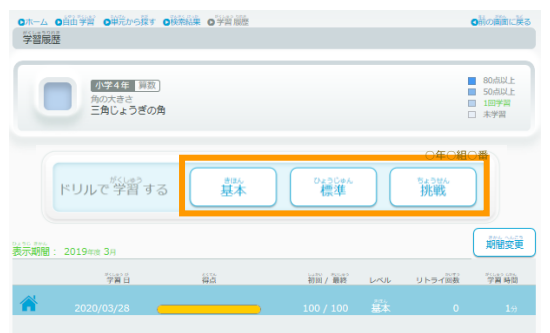 ホーム 自由学習 単元から探す 検索結果 学習履歴 前の画面に戻る
学習履歴
小学4年 算数
角の大きさ
三角じょうぎの角
80点以上
50点以上
1回学習
未学習
〇年〇組〇番
ドリルで学習する 基本 標準 挑戦
表示期間： 2019年度 3月 期間変更
学習日 得点 初回 / 最終 レベル リトライ回数 学習時間
2020/03/28 100 / 100 基本 0 1分